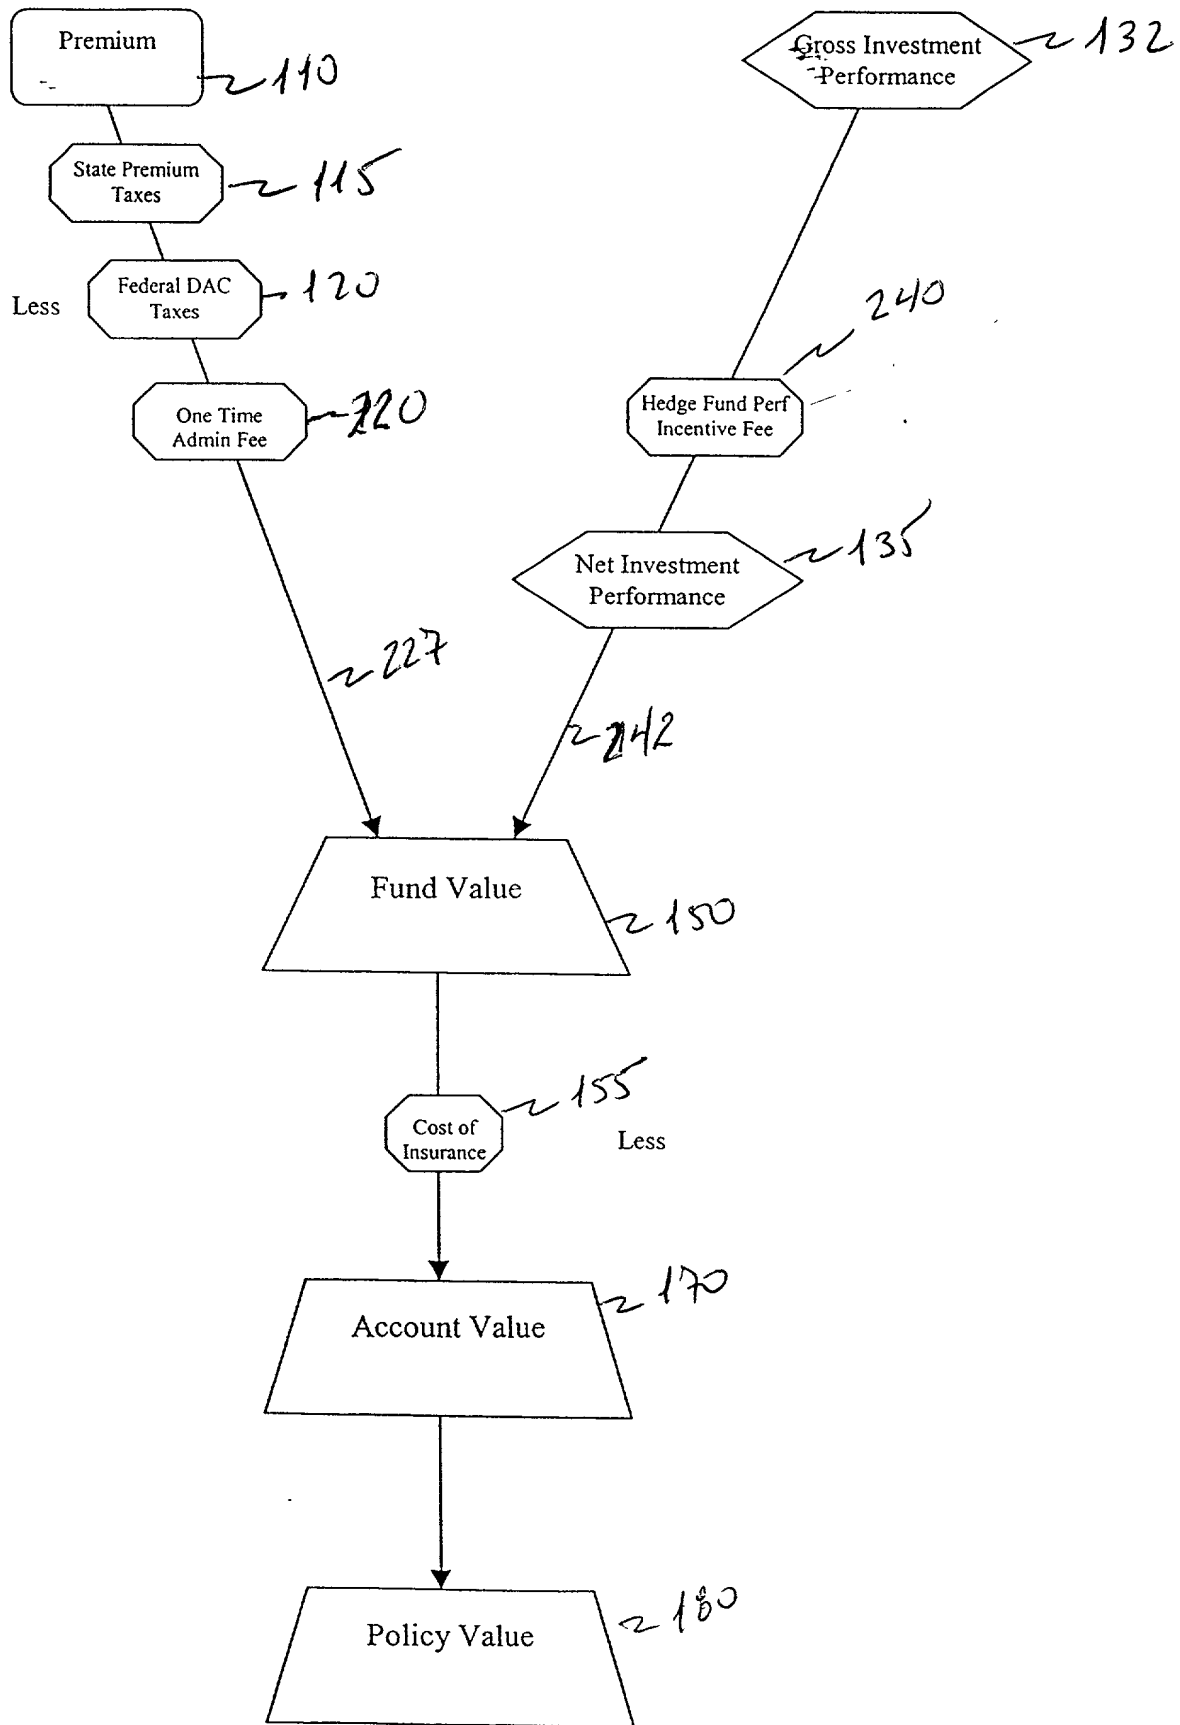 Premium
110
Gross Investment
Performance
132
State Premium
Taxes
115
Less
Federal DAC
Taxes
120
240
One Time
Admin Fee
220
Hedge Fund Perf
Incentive Fee
Net Investment
Performance
135
227
242
Fund Value
150
Cost of
Insurance
155
Less
Account Value
170
Policy Value
180